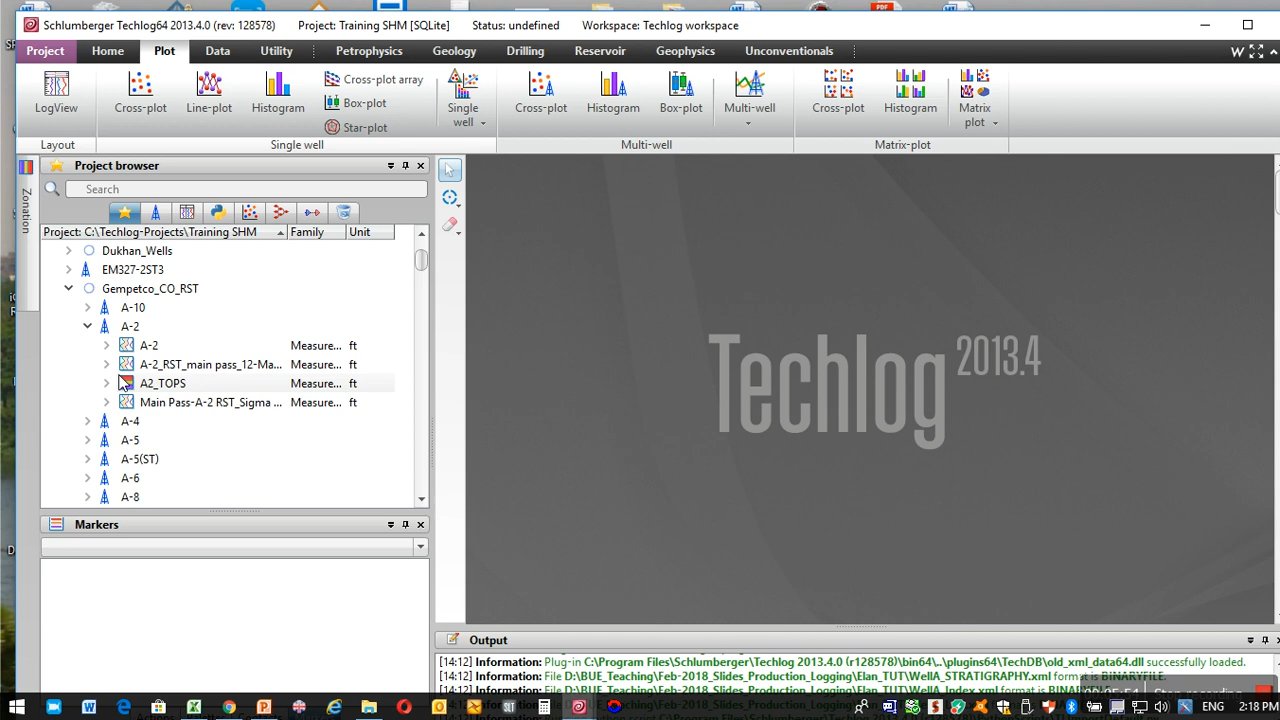 Schlumberger Techlog64 2013.4.0 (rev: 128578) Project: Training SHM [SQLite] Status: undefined Workspace: Techlog workspace
Project Home Plot Data Utility Petrophysics Geology Drilling Reservoir Geophysics Unconventionals
LogView Cross-plot Line-plot Histogram Cross-plot array Box-plot Star-plot Single well Cross-plot Histogram Box-plot Multi-well Cross-plot Histogram Matrix plot
Layout Single well Multi-well Matrix-plot
Project browser
Zonation
Search
Project: C:\Techlog-Projects\Training SHM Family Unit
Dukhan_Wells
EM327-2ST3
Gempetco_CO_RST
A-10
A-2
A-2 Measure... ft
A-2_RST_main pass_12-Ma... Measure... ft
A2_TOPS Measure... ft
Main Pass-A-2 RST_Sigma ... Measure... ft
A-4
A-5
A-5(ST)
A-6
A-8
Markers
Techlog 2013.4
Output
[14:12] Information: Plug-in C:\Program Files\Schlumberger\Techlog 2013.4.0 (r128578)\bin64\..\plugins64\TechDB\old_xml_data64.dll successfully loaded.
[14:12] Information: File D:\BUE_Teaching\Feb-2018_Slides_Production_Logging\Elan_TUT\WellA_STRATIGRAPHY.xml format is BINARYFILE.
ENG 2:18 PM